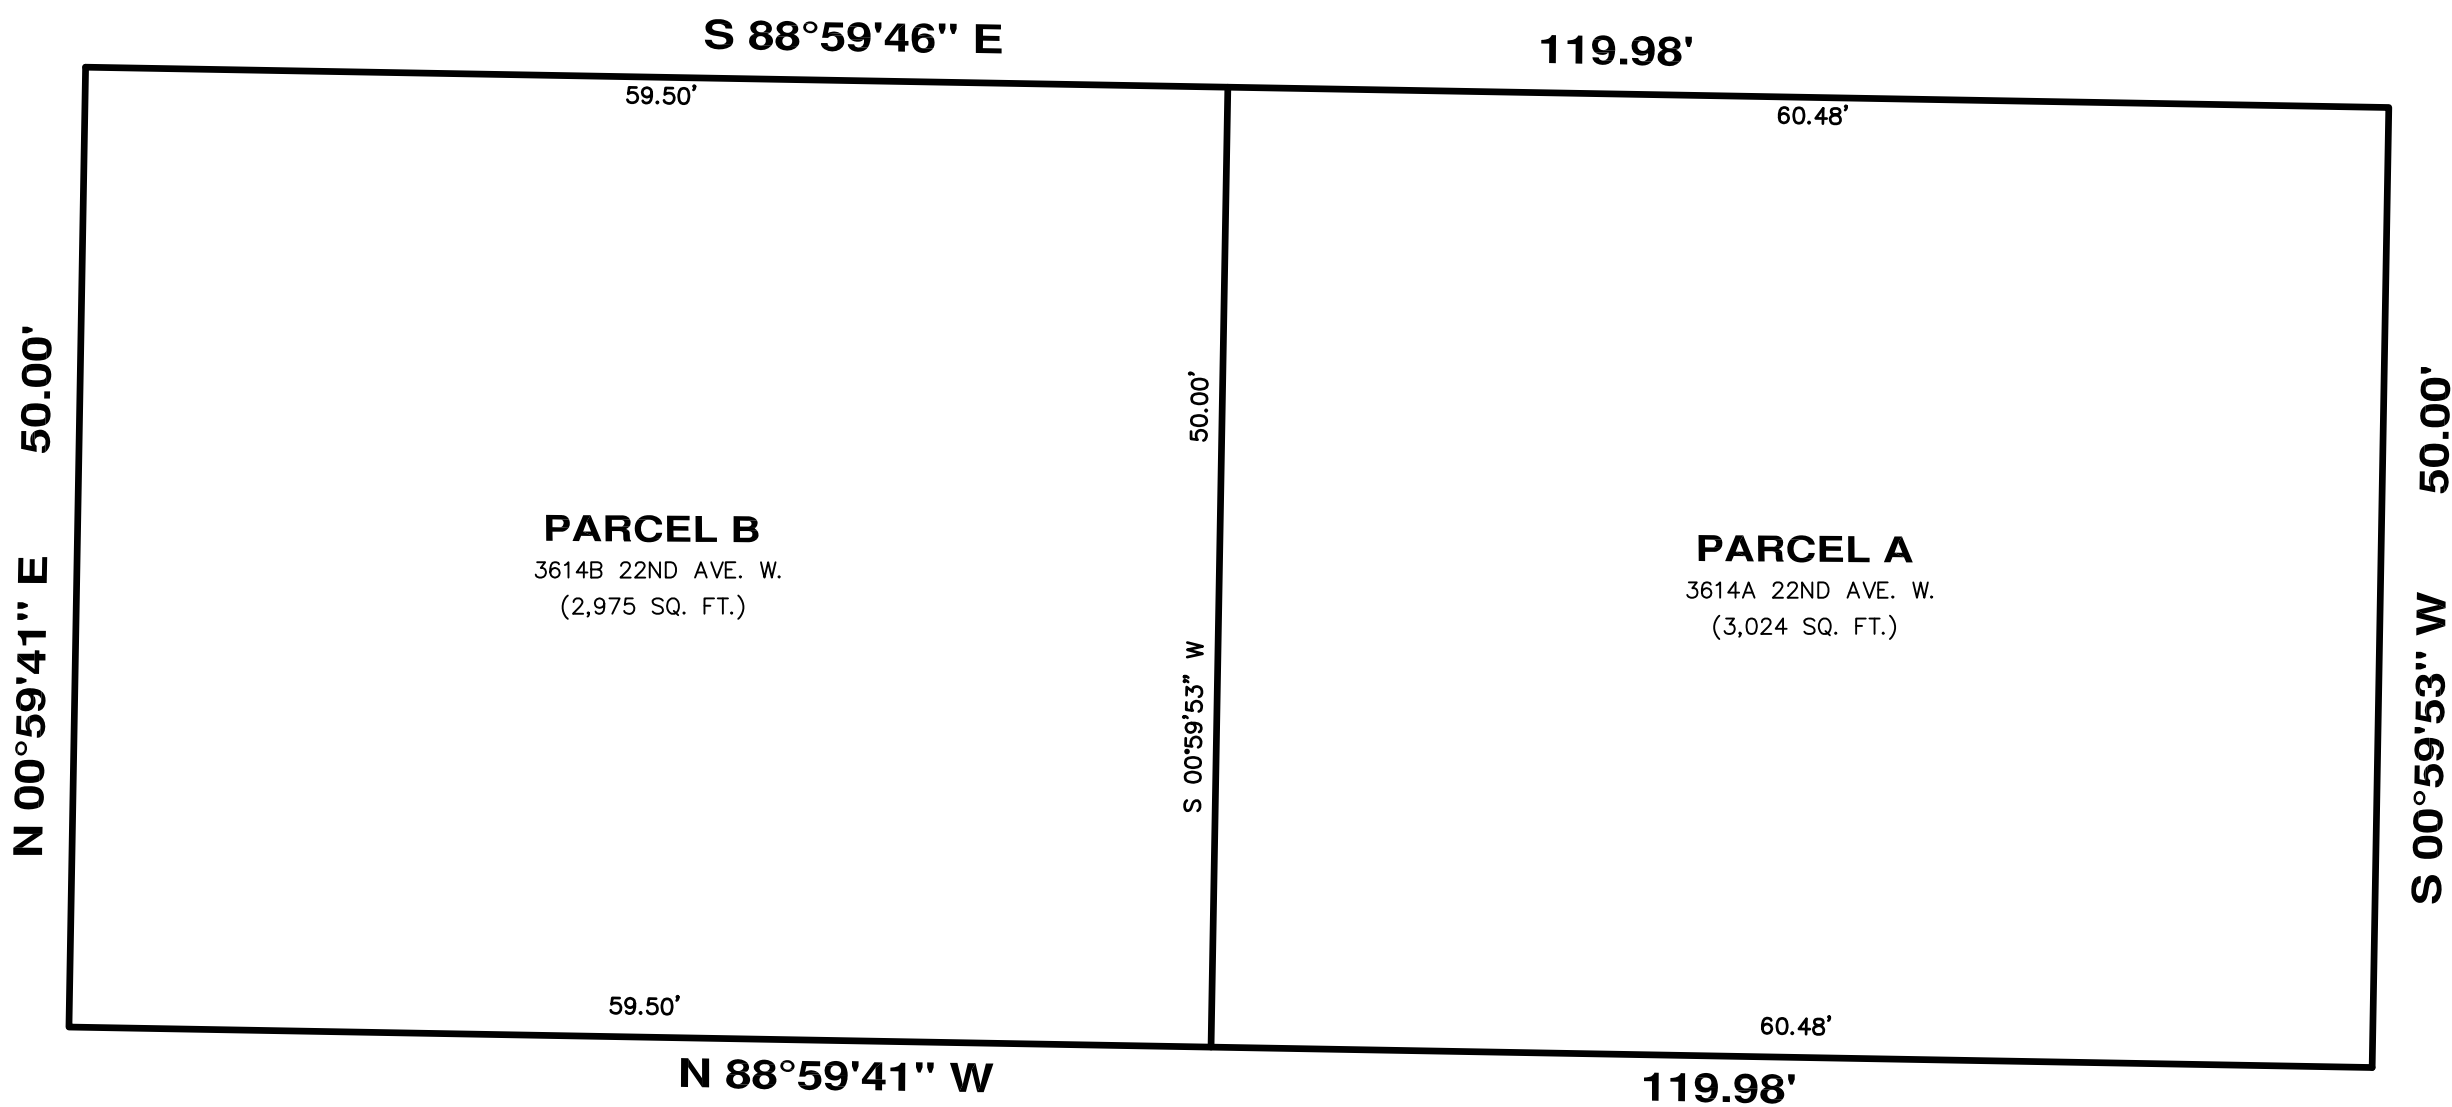 S 88°59'46" E
119.98'
59.50'
60.48'
N 00°59'41" E
50.00'
PARCEL B
3614B 22ND AVE. W.
(2,975 SQ. FT.)
S 00°59'53" W
50.00'
PARCEL A
3614A 22ND AVE. W.
(3,024 SQ. FT.)
S 00°59'53" W
50.00'
59.50'
60.48'
N 88°59'41" W
119.98'